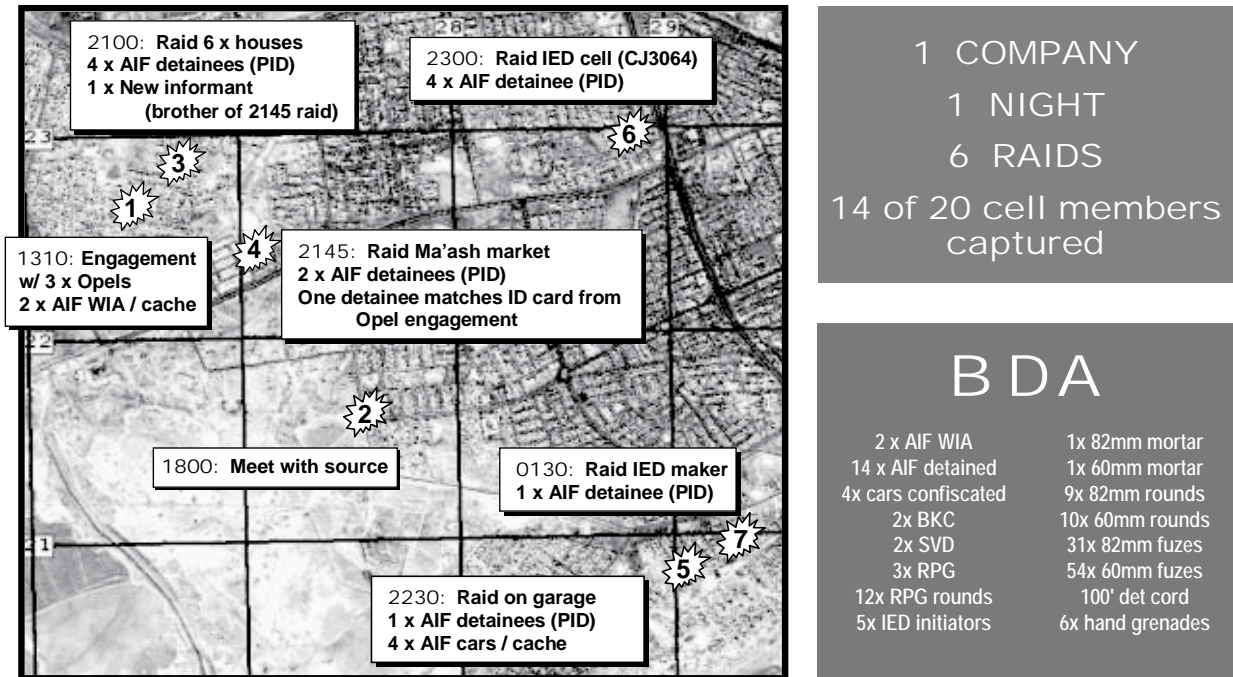 28
29
2100: Raid 6 x houses
4 x AIF detainees (PID)
1 x New informant
(brother of 2145 raid)
2300: Raid IED cell (CJ3064)
4 x AIF detainee (PID)
23
6
3
1
4
1310: Engagement
w/ 3 x Opels
2 x AIF WIA / cache
2145: Raid Ma'ash market
2 x AIF detainees (PID)
One detainee matches ID card from
Opel engagement
22
2
1800: Meet with source
0130: Raid IED maker
1 x AIF detainee (PID)
1
7
5
2230: Raid on garage
1 x AIF detainees (PID)
4 x AIF cars / cache
1 COMPANY
1 NIGHT
6 RAIDS
14 of 20 cell members
captured
BDA
2 x AIF WIA
14 x AIF detained
4x cars confiscated
2x BKC
2x SVD
3x RPG
12x RPG rounds
5x IED initiators
1x 82mm mortar
1x 60mm mortar
9x 82mm rounds
10x 60mm rounds
31x 82mm fuzes
54x 60mm fuzes
100' det cord
6x hand grenades